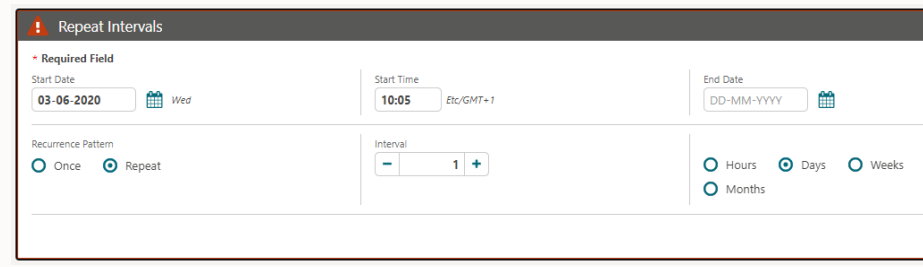 Repeat Intervals
* Required Field
Start Date
Start Time
End Date
03-06-2020 Wed
10:05 Etc/GMT+1
DD-MM-YYYY
Recurrence Pattern
Interval
Once Repeat
- 1 +
Hours Days Weeks
Months